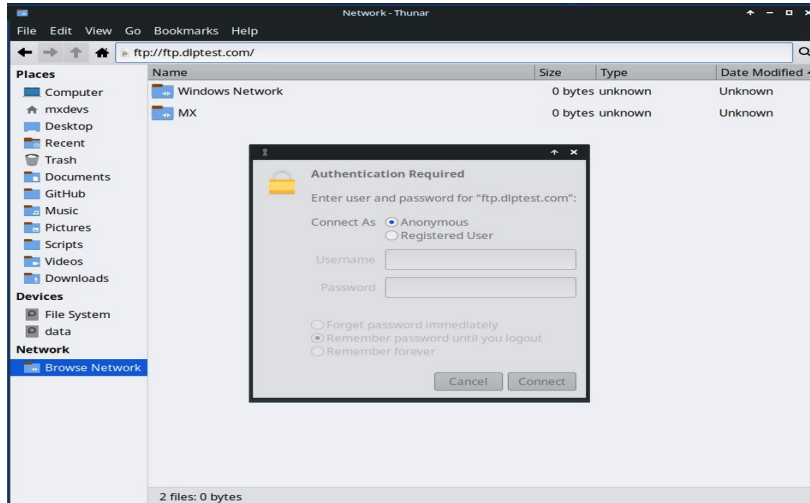 Network - Thunar
File Edit View Go Bookmarks Help
ftp://ftp.dlptest.com/
Places
Computer
mxdevs
Desktop
Recent
Trash
Documents
GitHub
Music
Pictures
Scripts
Videos
Downloads
Devices
File System
data
Network
Browse Network
Name Size Type Date Modified
Windows Network 0 bytes unknown Unknown
MX 0 bytes unknown Unknown
Authentication Required
Enter user and password for “ftp.dlptest.com”:
Connect As Anonymous
Registered User
Username
Password
Forget password immediately
Remember password until you logout
Remember forever
Cancel Connect
2 files: 0 bytes